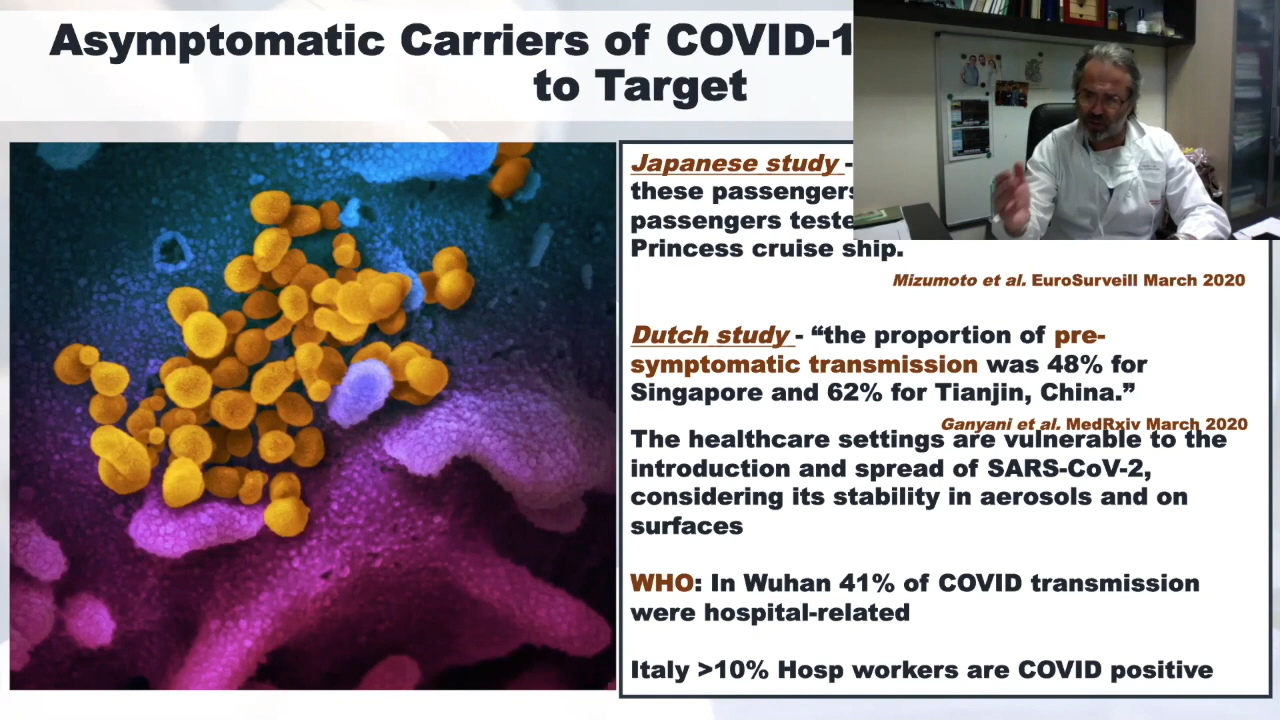 Asymptomatic Carriers of COVID-1
to Target
Japanese study -
these passengers
passengers teste
Princess cruise ship.
Mizumoto et al. EuroSurveill March 2020
Dutch study - “the proportion of pre-
symptomatic transmission was 48% for
Singapore and 62% for Tianjin, China.”
Ganyani et al. MedRxiv March 2020
The healthcare settings are vulnerable to the
introduction and spread of SARS-CoV-2,
considering its stability in aerosols and on
surfaces
WHO: In Wuhan 41% of COVID transmission
were hospital-related
Italy >10% Hosp workers are COVID positive